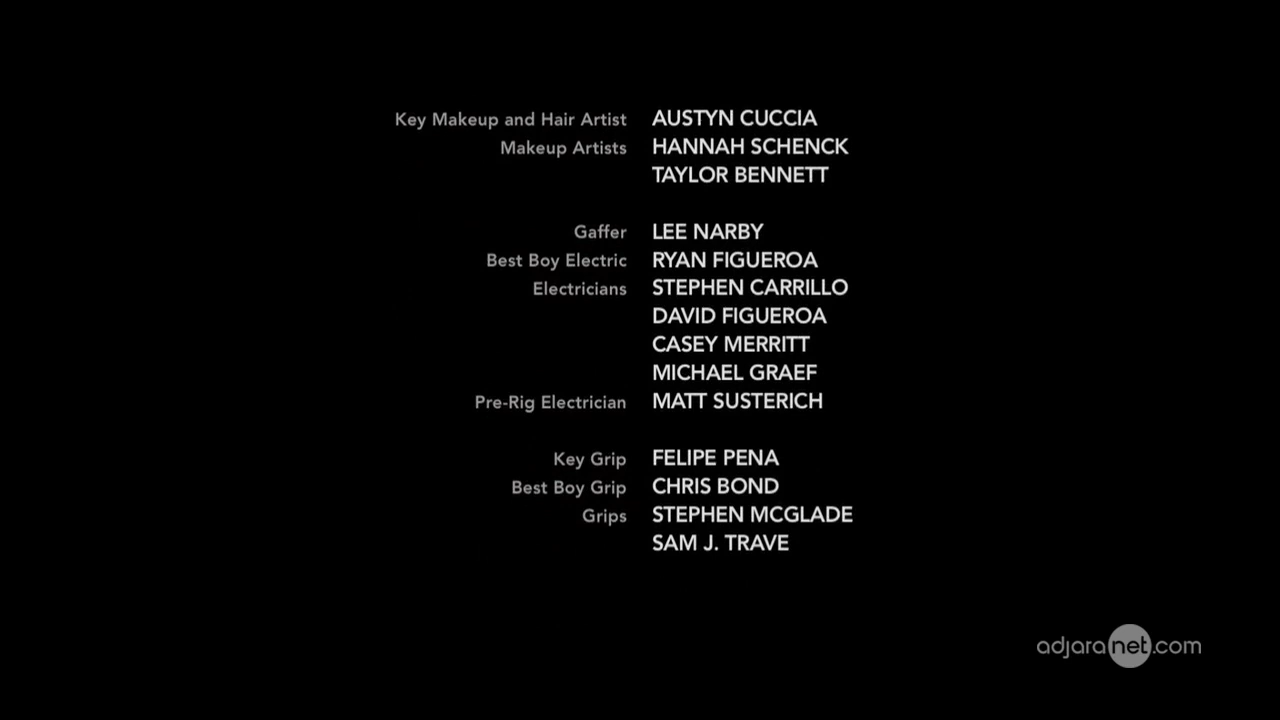 Key Makeup and Hair Artist AUSTYN CUCCIA
Makeup Artists HANNAH SCHENCK
TAYLOR BENNETT
Gaffer LEE NARBY
Best Boy Electric RYAN FIGUEROA
Electricians STEPHEN CARRILLO
DAVID FIGUEROA
CASEY MERRITT
MICHAEL GRAEF
Pre-Rig Electrician MATT SUSTERICH
Key Grip FELIPE PENA
Best Boy Grip CHRIS BOND
Grips STEPHEN MCGLADE
SAM J. TRAVE
adjaranet.com